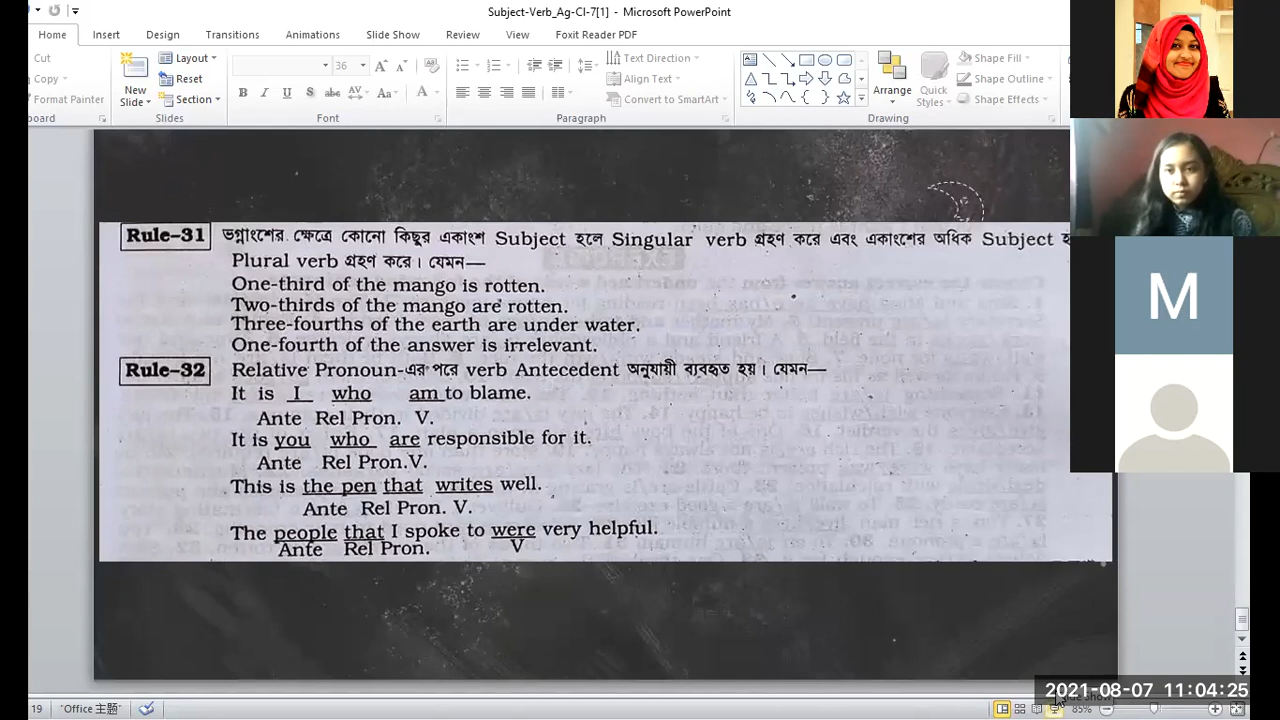 Subject-Verb_Ag-Cl-7[1] - Microsoft PowerPoint
Home Insert Design Transitions Animations Slide Show Review View Foxit Reader PDF
Cut
Copy
Format Painter
board
New Slide
Layout
Reset
Section
Slides
36
B I U S abc AV Aa A
Font
Text Direction
Align Text
Convert to SmartArt
Paragraph
Arrange
Quick Styles
Shape Fill
Shape Outline
Shape Effects
Drawing
Rule-31 ভগ্নাংশের ক্ষেত্রে কোনো কিছুর একাংশ Subject হলে Singular verb গ্রহণ করে এবং একাংশের অধিক Subject
Plural verb গ্রহণ করে। যেমন—
One-third of the mango is rotten.
Two-thirds of the mango are rotten.
Three-fourths of the earth are under water.
One-fourth of the answer is irrelevant.
Rule-32 Relative Pronoun-এর পরে verb Antecedent অনুযায়ী ব্যবহৃত হয়। যেমন—
It is I who am to blame.
Ante Rel Pron. V.
It is you who are responsible for it.
Ante Rel Pron.V.
This is the pen that writes well.
Ante Rel Pron. V.
The people that I spoke to were very helpful.
Ante Rel Pron. V
M
2021-08-07 11:04:25
19 "Office 主题" 85%